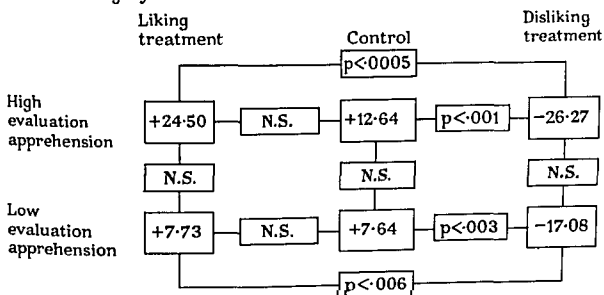 Liking
treatment
Control
Disliking
treatment
p<·0005
High
evaluation
apprehension
+24·50
N.S.
+12·64
p<·001
-26·27
N.S.
N.S.
N.S.
Low
evaluation
apprehension
+7·73
N.S.
+7·64
p<·003
-17·08
p<·006